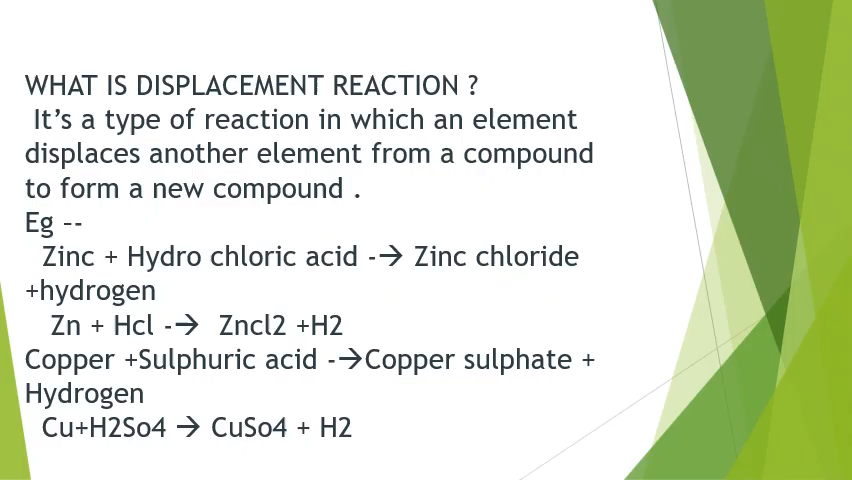 WHAT IS DISPLACEMENT REACTION ?
It’s a type of reaction in which an element
displaces another element from a compound
to form a new compound .
Eg --
Zinc + Hydro chloric acid -→ Zinc chloride
+hydrogen
Zn + Hcl -→ Zncl2 +H2
Copper +Sulphuric acid -→Copper sulphate +
Hydrogen
Cu+H2So4 → CuSo4 + H2